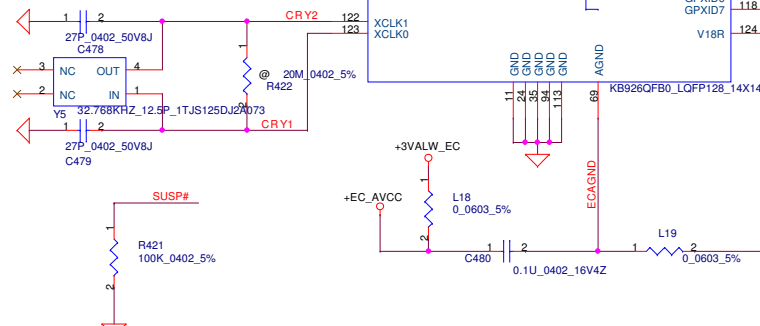 1 2 CRY2 122 XCLK1 GPXID7 118
27P_0402_50V8J 123 XCLK0 V18R 124
C478
3 NC OUT 4
@ 20M_0402_5%
R422
2 NC IN 1
Y5 32.768KHZ_12.5P_1TJS125DJ2A073
1 2 CRY1
27P_0402_50V8J
C479
GND GND GND GND GND AGND
11 24 35 94 113 69
KB926QFB0_LQFP128_14X14
1 2
+3VALW_EC
ECAGND
SUSP#
+EC_AVCC
1 L18 2
0_0603_5%
1 R421 2
100K_0402_5%
C480 1 2
0.1U_0402_16V4Z
L19
1 2
0_0603_5%